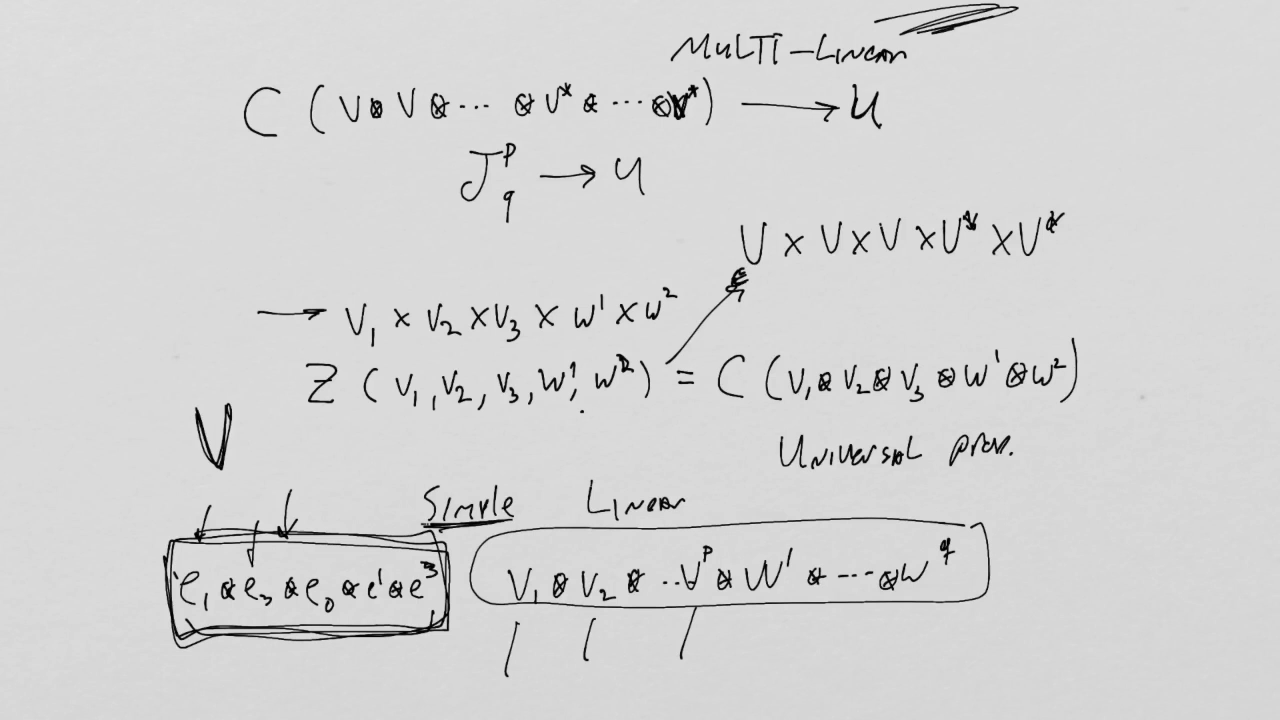 MULTI-LINEAR
C (V⊗V⊗··· ⊗V*⊗···⊗V*) → U
T^p_q → U
V × V × V × V* × V*
→ V₁ × V₂ × V₃ × W¹ × W²
Z (V₁, V₂, V₃, W¹, W²) = C (V₁⊗V₂⊗V₃⊗W¹⊗W²)
V
UNIVERSAL PROP.
SIMPLE LINEAR
e₁⊗e₃⊗e₀⊗e¹⊗e³ V₁⊗V₂⊗··V^p⊗W¹⊗···⊗W^q